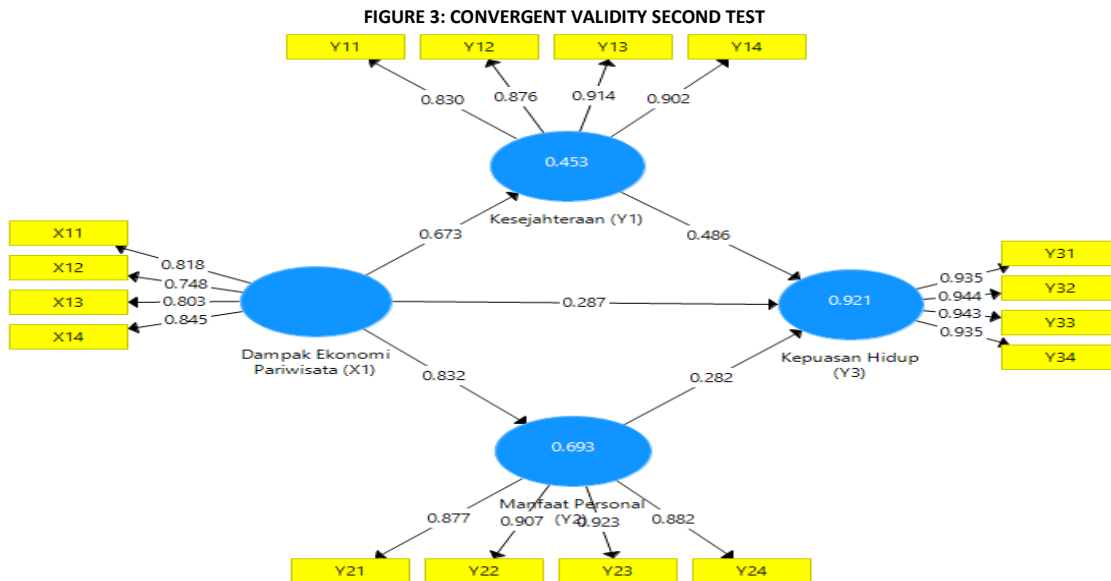 FIGURE 3: CONVERGENT VALIDITY SECOND TEST
Y11 Y12 Y13 Y14
0.830 0.876 0.914 0.902
0.453
Kesejahteraan (Y1)
0.673 0.486
X11
X12
X13
X14
0.818
0.748
0.803
0.845
Dampak Ekonomi
Pariwisata (X1)
0.287
0.921
Kepuasan Hidup
(Y3)
0.935
0.944
0.943
0.935
Y31
Y32
Y33
Y34
0.832 0.282
0.693
Manfaat Personal
(Y2)
0.877 0.907 0.923 0.882
Y21 Y22 Y23 Y24